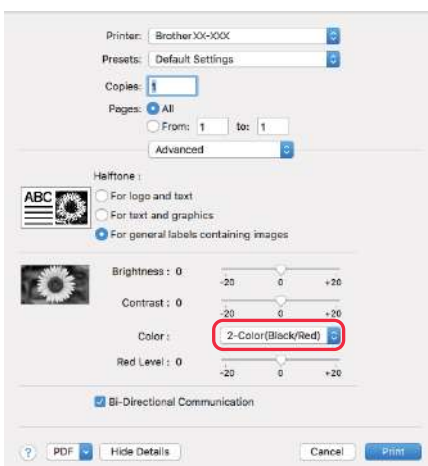 Printer: Brother XX-XXX
Presets: Default Settings
Copies: 1
Pages: All
From: 1 to: 1
Advanced
Halftone :
ABC
For logo and text
For text and graphics
For general labels containing images
Brightness : 0
-20 0 +20
Contrast : 0
-20 0 +20
Color : 2-Color(Black/Red)
Red Level : 0
-20 0 +20
Bi-Directional Communication
? PDF Hide Details Cancel Print